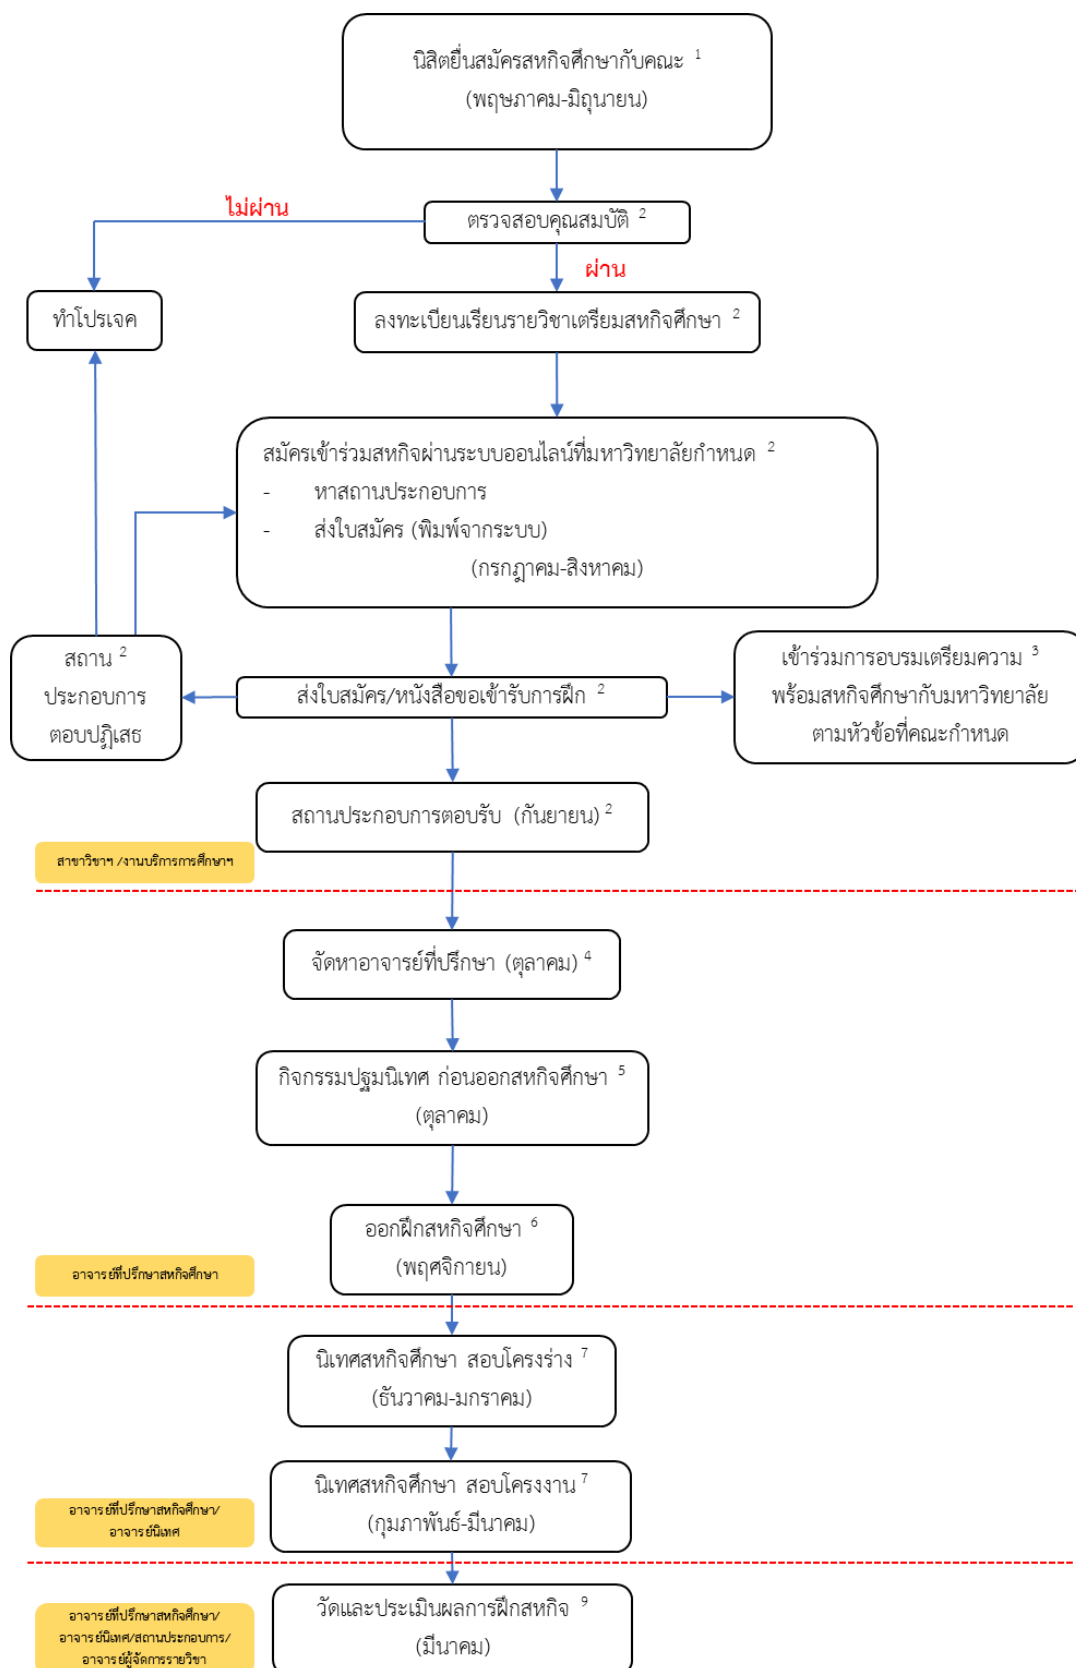 นิสิตยื่นสมัครสหกิจศึกษากับคณะ 1
(พฤษภาคม-มิถุนายน)
ไม่ผ่าน
ตรวจสอบคุณสมบัติ 2
ผ่าน
ทำโปรเจค
ลงทะเบียนเรียนรายวิชาเตรียมสหกิจศึกษา 2
สมัครเข้าร่วมสหกิจผ่านระบบออนไลน์ที่มหาวิทยาลัยกำหนด 2
- หาสถานประกอบการ
- ส่งใบสมัคร (พิมพ์จากระบบ)
(กรกฎาคม-สิงหาคม)
สถาน 2
ประกอบการ
ตอบปฏิเสธ
ส่งใบสมัคร/หนังสือขอเข้ารับการฝึก 2
เข้าร่วมการอบรมเตรียมความ 3
พร้อมสหกิจศึกษากับมหาวิทยาลัย
ตามหัวข้อที่คณะกำหนด
สถานประกอบการตอบรับ (กันยายน) 2
สาขาวิชาฯ /งานบริการการศึกษาฯ
จัดหาอาจารย์ที่ปรึกษา (ตุลาคม) 4
กิจกรรมปฐมนิเทศ ก่อนออกสหกิจศึกษา 5
(ตุลาคม)
ออกฝึกสหกิจศึกษา 6
(พฤศจิกายน)
อาจารย์ที่ปรึกษาสหกิจศึกษา
นิเทศสหกิจศึกษา สอบโครงร่าง 7
(ธันวาคม-มกราคม)
นิเทศสหกิจศึกษา สอบโครงงาน 7
(กุมภาพันธ์-มีนาคม)
อาจารย์ที่ปรึกษาสหกิจศึกษา/
อาจารย์นิเทศ
วัดและประเมินผลการฝึกสหกิจ 9
(มีนาคม)
อาจารย์ที่ปรึกษาสหกิจศึกษา/
อาจารย์นิเทศ/สถานประกอบการ/
อาจารย์ผู้จัดการรายวิชา